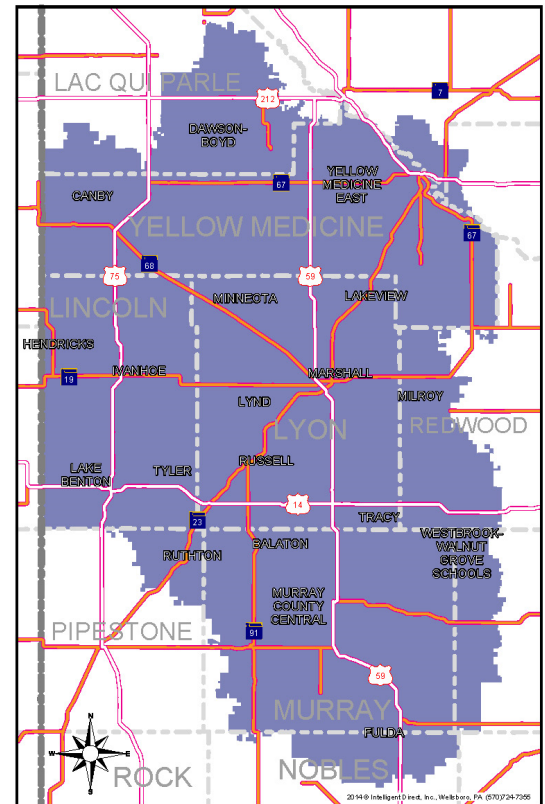 LAC QUI PARLE
7
212
DAWSON-
BOYD
YELLOW
MEDICINE
EAST
67
CANBY
YELLOW MEDICINE
67
68
75
59
MINNEOTA
LAKEVIEW
LINCOLN
HENDRICKS
IVANHOE
MARSHALL
19
LYND
MILROY
LYON
REDWOOD
RUSSELL
LAKE
BENTON
TYLER
14
23
TRACY
BALATON
RUTHTON
WESTBROOK-
WALNUT
GROVE
SCHOOLS
MURRAY
COUNTY
CENTRAL
PIPESTONE
91
59
MURRAY
FULDA
N
W
E
S
ROCK
NOBLES
2014 © Intelligent Direct, Inc., Wellsboro, PA (570)724-7355